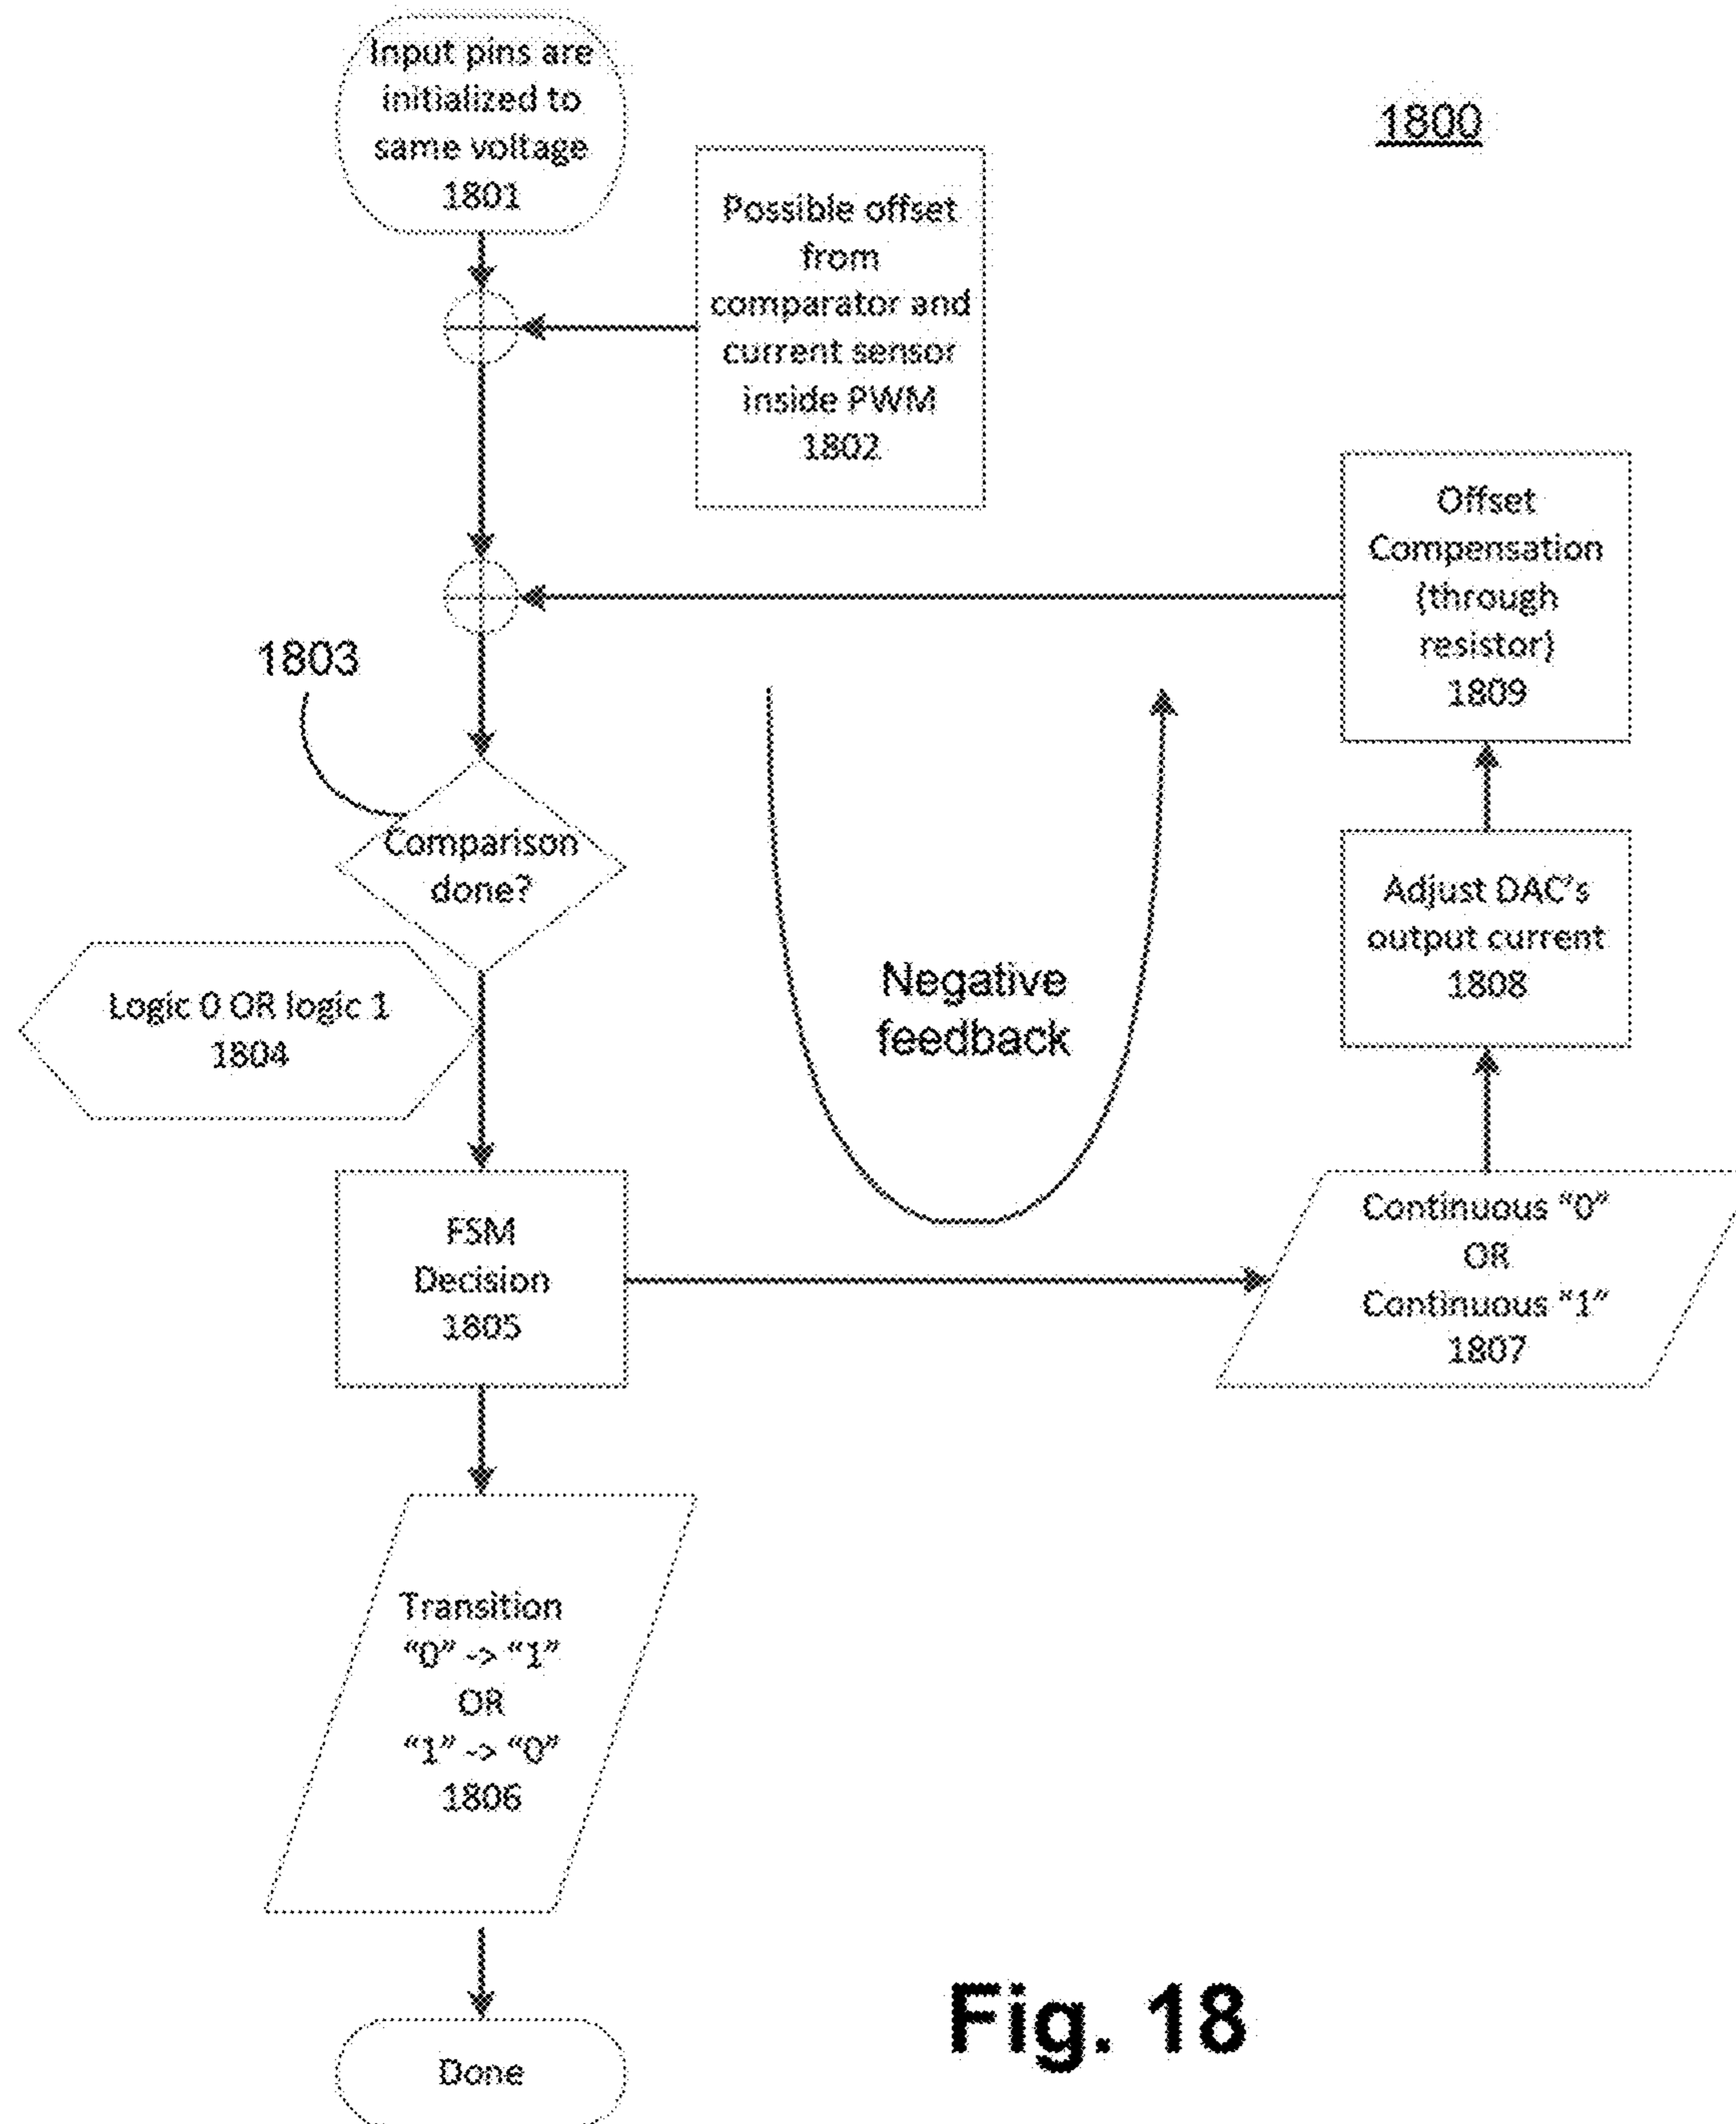 Input pins are
initialized to
same voltage
1801
1800
Possible offset
from
comparator and
current sensor
inside PWM
1802
Offset
Compensation
(through
resistor)
1809
1803
Comparison
done?
Adjust DAC's
output current
1808
Logic 0 OR logic 1
1804
Negative
feedback
FSM
Decision
1805
Continuous "0"
OR
Continuous "1"
1807
Transition
"0" -> "1"
OR
"1" -> "0"
1806
Done
Fig. 18